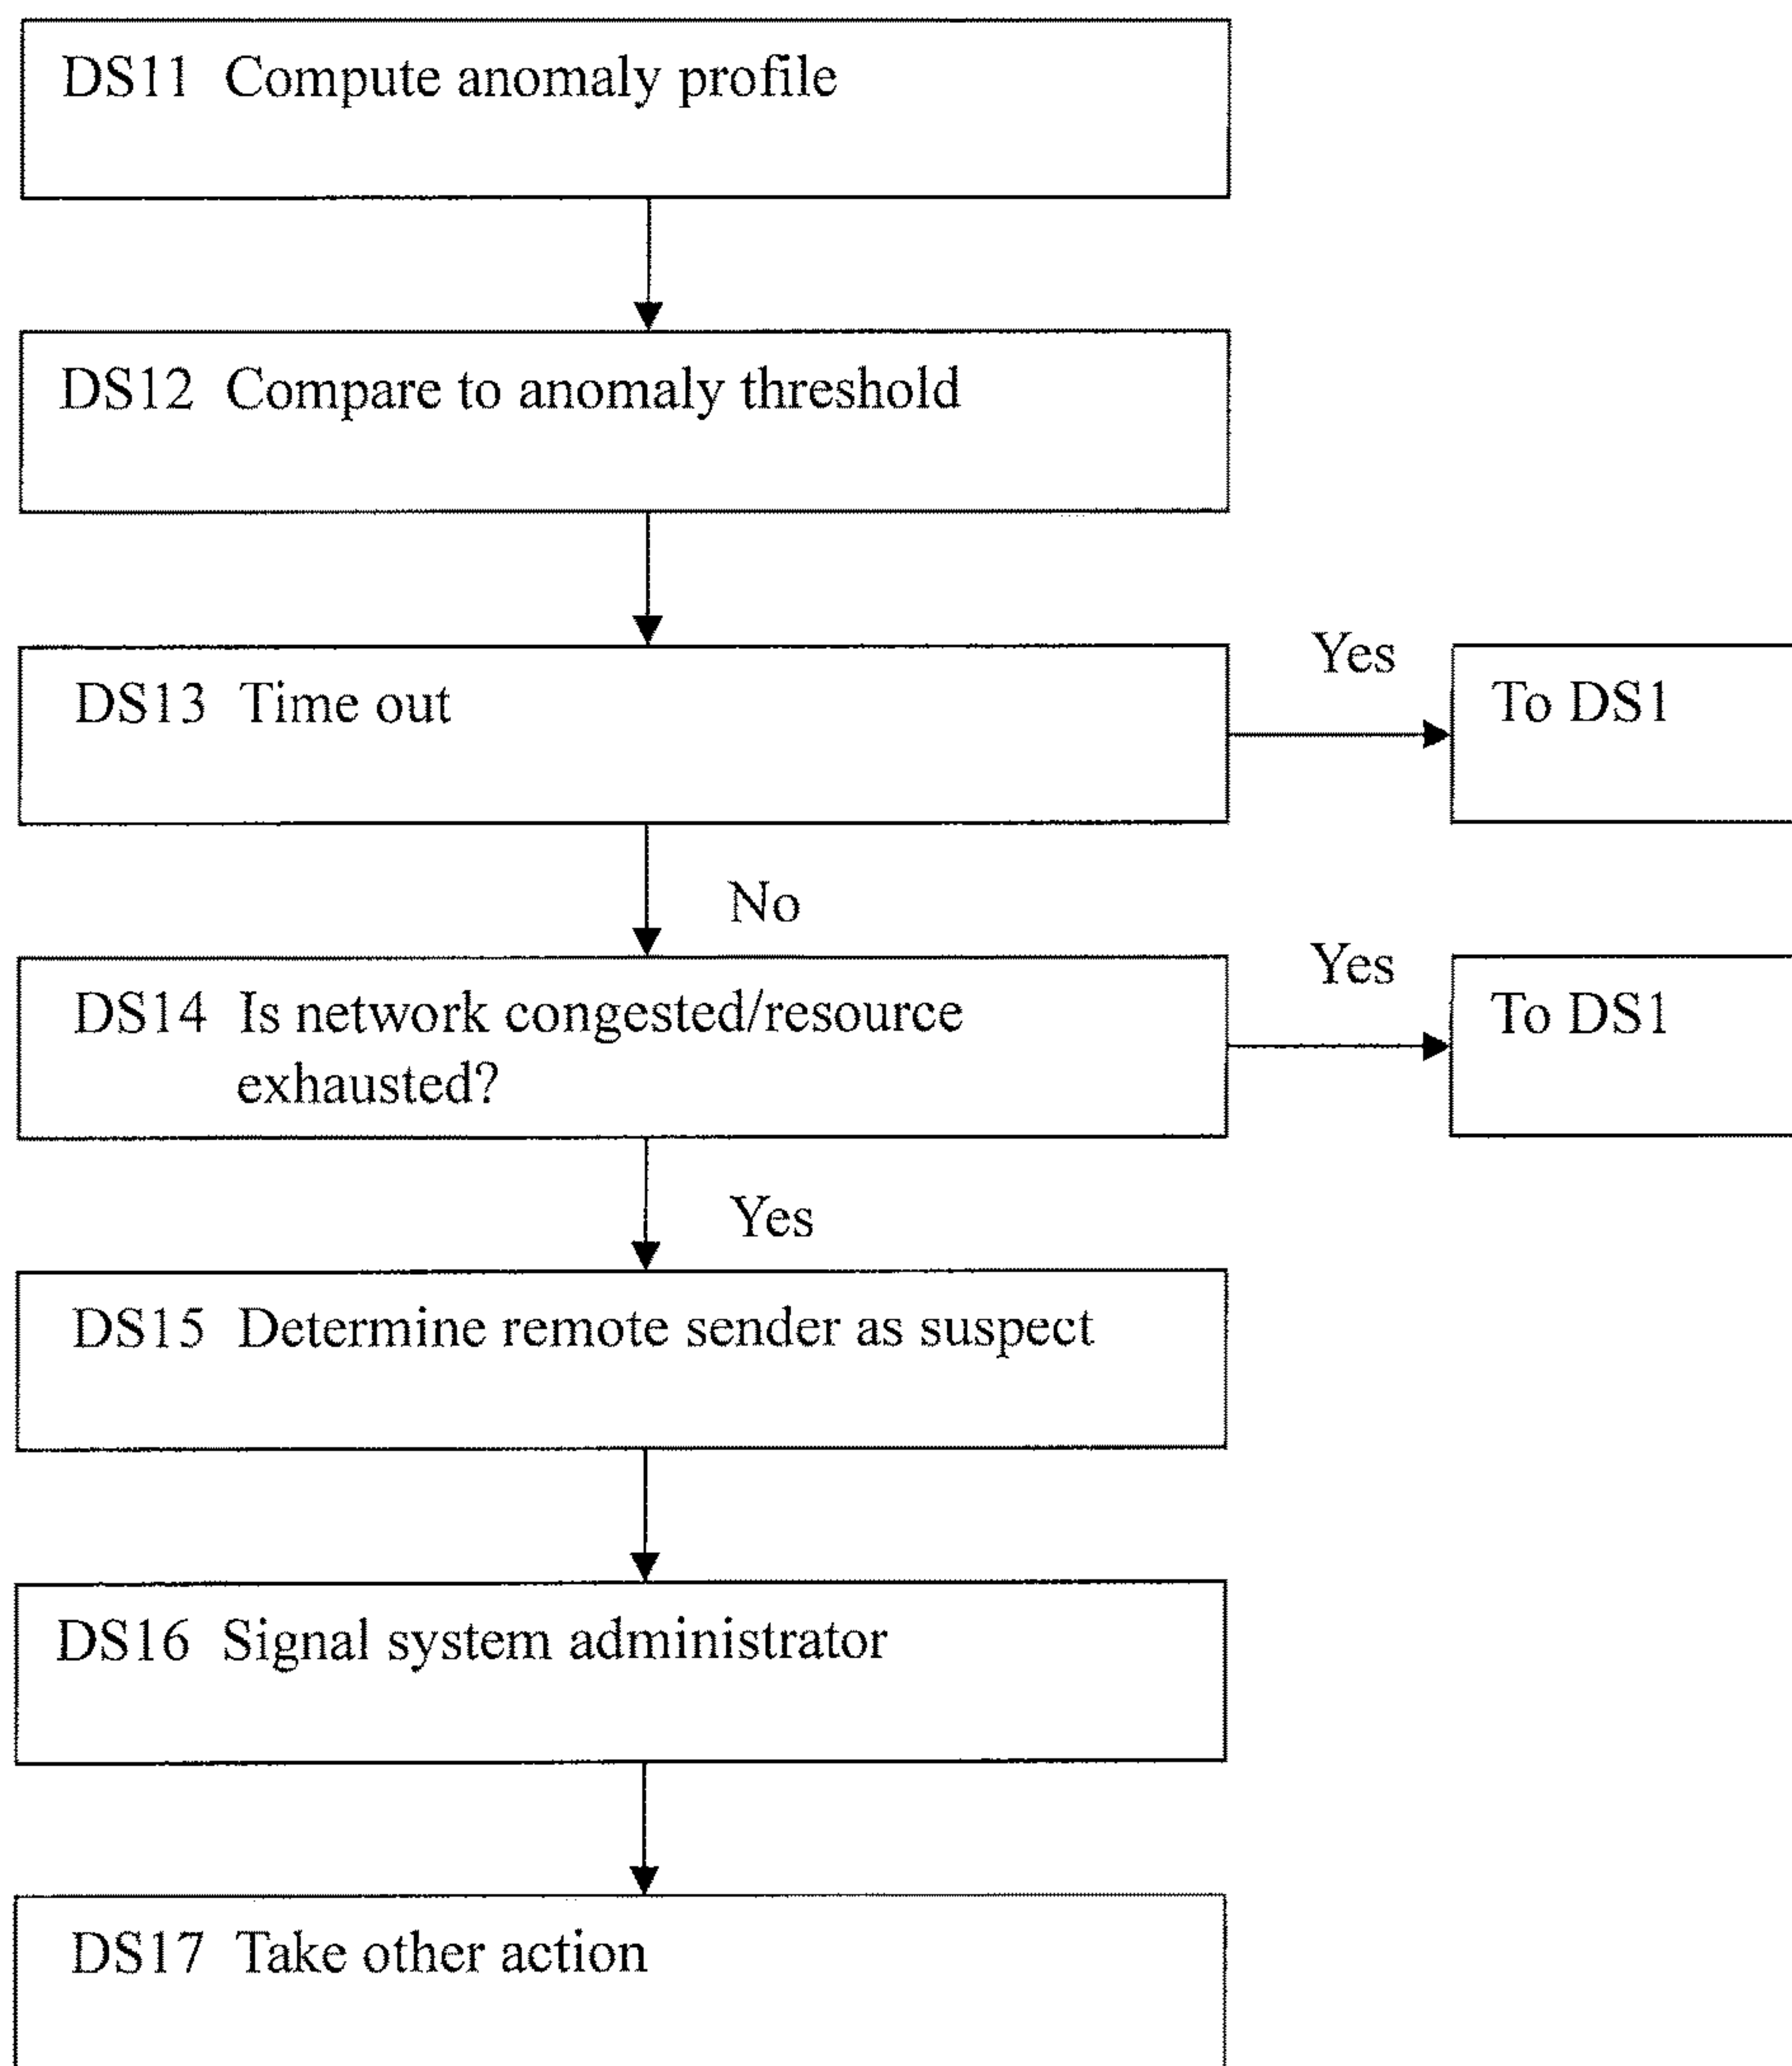 DS11 Compute anomaly profile
DS12 Compare to anomaly threshold
DS13 Time out
Yes
To DS1
No
DS14 Is network congested/resource
exhausted?
Yes
To DS1
Yes
DS15 Determine remote sender as suspect
DS16 Signal system administrator
DS17 Take other action